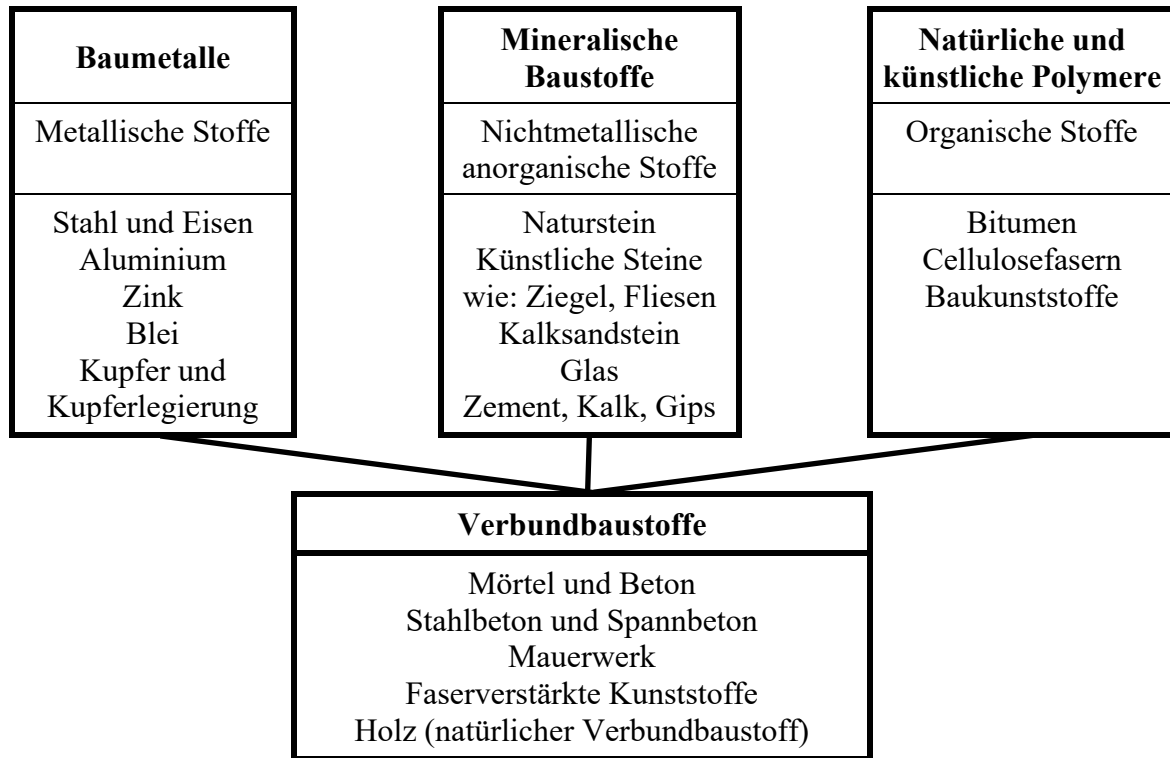 Baumetalle
Metallische Stoffe
Stahl und Eisen
Aluminium
Zink
Blei
Kupfer und
Kupferlegierung
Mineralische
Baustoffe
Nichtmetallische
anorganische Stoffe
Naturstein
Künstliche Steine
wie: Ziegel, Fliesen
Kalksandstein
Glas
Zement, Kalk, Gips
Natürliche und
künstliche Polymere
Organische Stoffe
Bitumen
Cellulosefasern
Baukunststoffe
Verbundbaustoffe
Mörtel und Beton
Stahlbeton und Spannbeton
Mauerwerk
Faserverstärkte Kunststoffe
Holz (natürlicher Verbundbaustoff)